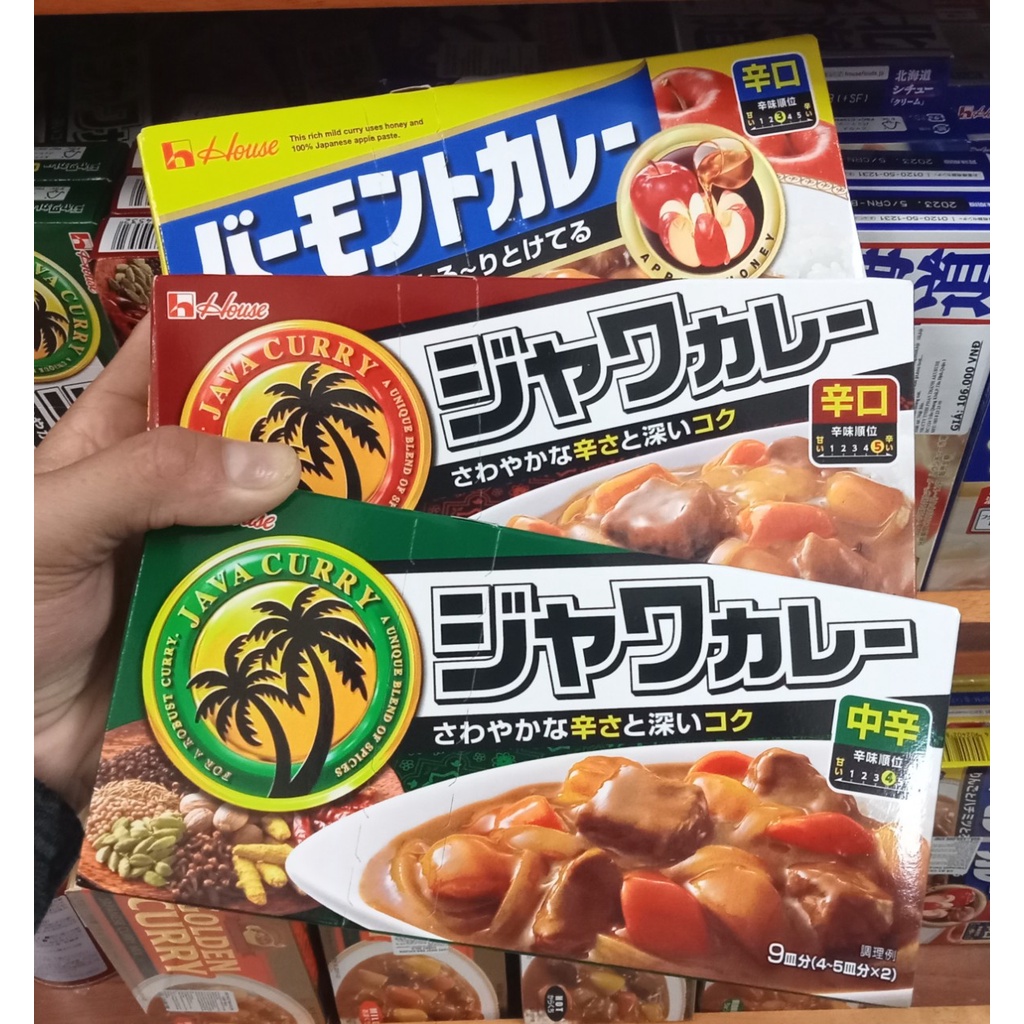 House
This rich mild curry uses honey and
100% Japanese apple paste.
バーモントカレー
りとけてる
辛口
辛味順位
甘い 1 2 3 4 5 辛い
北海道
シチュー
「クリーム」
House
JAVA CURRY
A UNIQUE BLEND OF SP
ジャワカレー
さわやかな辛さと深いコク
辛口
辛味順位
甘い 1 2 3 4 5 辛い
GIÁ: 106.000 VNĐ
House
JAVA CURRY
FOR A ROBUST CURRY.
A UNIQUE BLEND OF SPICES
ジャワカレー
さわやかな辛さと深いコク
中辛
辛味順位
甘い 1 2 3 4 5
調理例
9皿分(4~5皿分×2)
CURRY
HOT